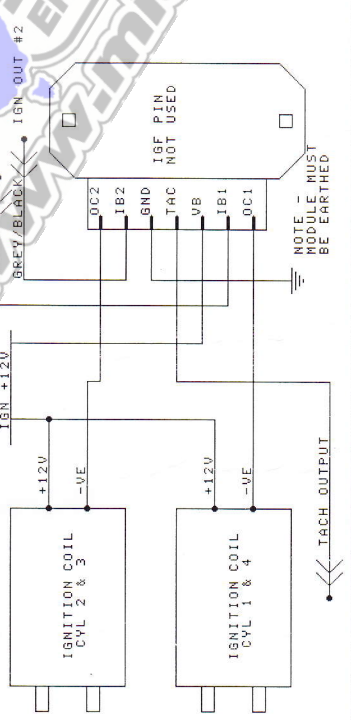 IGN OUT #2
GREY/BLACK
IGF PIN
NOT USED
OC2
IB2
GND
TAC
VB
IB1
OC1
NOTE -
MODULE MUST
BE EARTHED
IGN +12V
+12V
-VE
IGNITION COIL
CYL 2 & 3
+12V
-VE
IGNITION COIL
CYL 1 & 4
TACH OUTPUT
www.mi